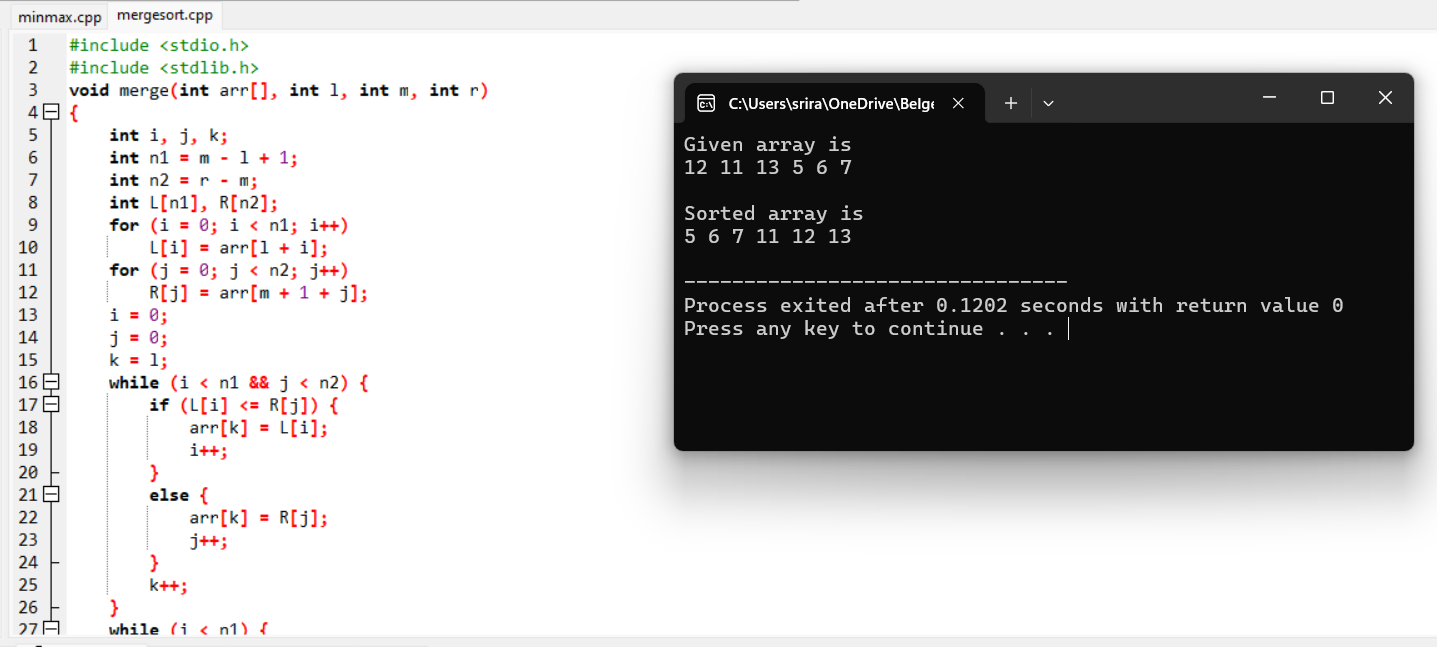 minmax.cpp mergesort.cpp
1 #include <stdio.h>
2 #include <stdlib.h>
3 void merge(int arr[], int l, int m, int r)
4 {
5 int i, j, k;
6 int n1 = m - l + 1;
7 int n2 = r - m;
8 int L[n1], R[n2];
9 for (i = 0; i < n1; i++)
10 L[i] = arr[l + i];
11 for (j = 0; j < n2; j++)
12 R[j] = arr[m + 1 + j];
13 i = 0;
14 j = 0;
15 k = l;
16 while (i < n1 && j < n2) {
17 if (L[i] <= R[j]) {
18 arr[k] = L[i];
19 i++;
20 }
21 else {
22 arr[k] = R[j];
23 j++;
24 }
25 k++;
26 }
27 while (i < n1) {
C:\Users\srira\OneDrive\Belge
Given array is
12 11 13 5 6 7
Sorted array is
5 6 7 11 12 13
--------------------------------
Process exited after 0.1202 seconds with return value 0
Press any key to continue . . .